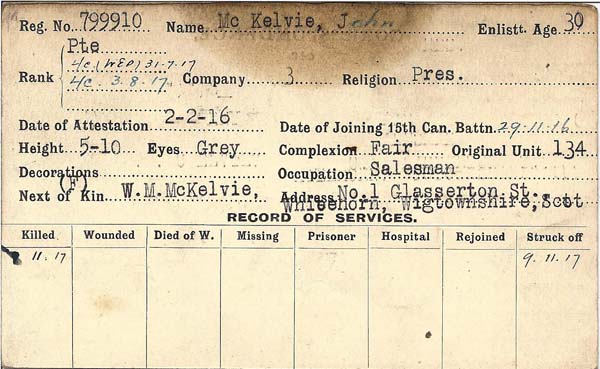 Reg. No. 799910 Name Mc Kelvie, John Enlistt. Age 30
Pte
L/C (WEP) 31-7-17
Rank L/C. 3.8.17. Company 3 Religion Pres.
Date of Attestation 2-2-16 Date of Joining 15th Can. Battn. 29.11.16
Height 5-10 Eyes Grey Complexion Fair Original Unit 134
Decorations Occupation Salesman
(F)
Next of Kin W.M.McKelvie, Address No.1 Glasserton St.
Whitehorn, Wigtownshire, Scot
RECORD OF SERVICES.
Killed Wounded Died of W. Missing Prisoner Hospital Rejoined Struck off
11.17 9.11.17